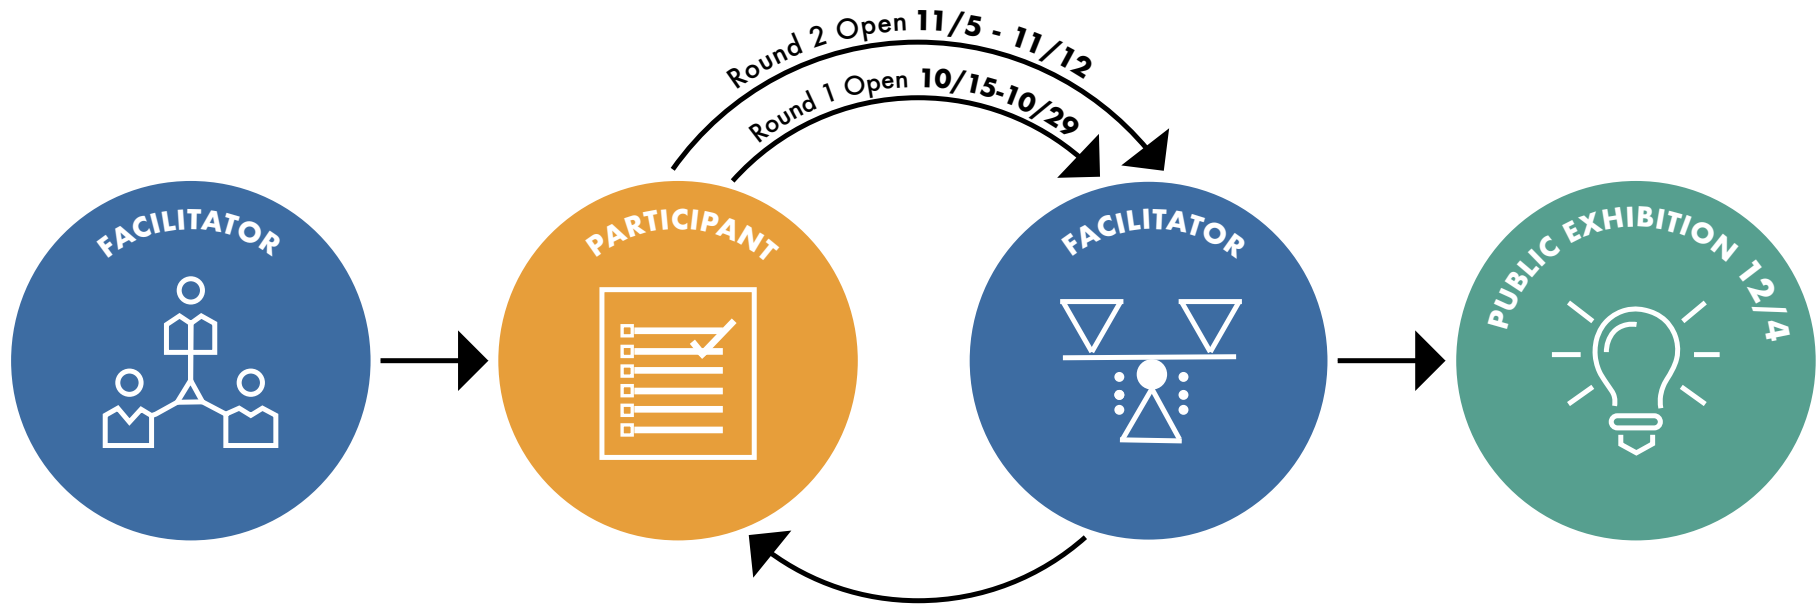 Round 2 Open 11/5 - 11/12
Round 1 Open 10/15-10/29
FACILITATOR
PARTICIPANT
FACILITATOR
PUBLIC EXHIBITION 12/4